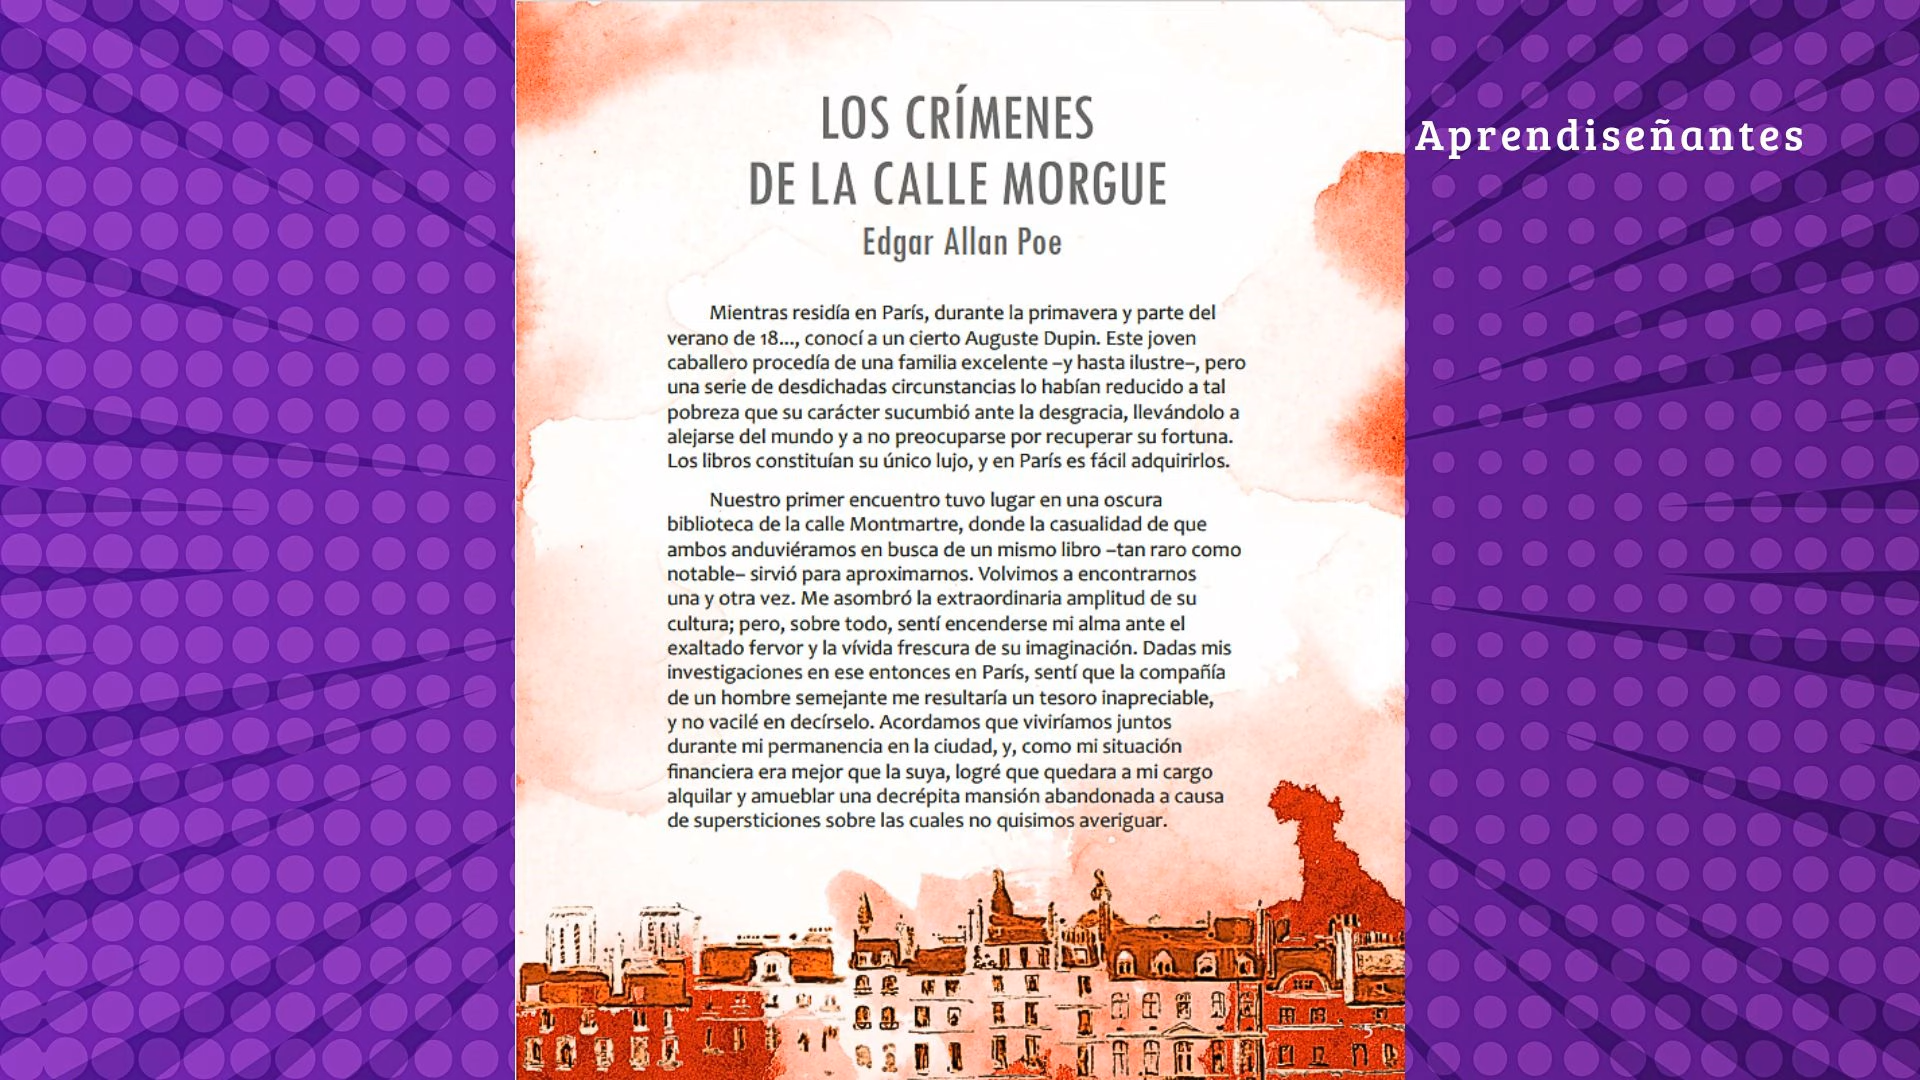 LOS CRÍMENES
DE LA CALLE MORGUE
Edgar Allan Poe
Aprendiseñantes
Mientras residía en París, durante la primavera y parte del
verano de 18..., conocí a un cierto Auguste Dupin. Este joven
caballero procedía de una familia excelente –y hasta ilustre–, pero
una serie de desdichadas circunstancias lo habían reducido a tal
pobreza que su carácter sucumbió ante la desgracia, llevándolo a
alejarse del mundo y a no preocuparse por recuperar su fortuna.
Los libros constituían su único lujo, y en París es fácil adquirirlos.
Nuestro primer encuentro tuvo lugar en una oscura
biblioteca de la calle Montmartre, donde la casualidad de que
ambos anduviéramos en busca de un mismo libro –tan raro como
notable– sirvió para aproximarnos. Volvimos a encontrarnos
una y otra vez. Me asombró la extraordinaria amplitud de su
cultura; pero, sobre todo, sentí encenderse mi alma ante el
exaltado fervor y la vívida frescura de su imaginación. Dadas mis
investigaciones en ese entonces en París, sentí que la compañía
de un hombre semejante me resultaría un tesoro inapreciable,
y no vacilé en decírselo. Acordamos que viviríamos juntos
durante mi permanencia en la ciudad, y, como mi situación
financiera era mejor que la suya, logré que quedara a mi cargo
alquilar y amueblar una decrépita mansión abandonada a causa
de supersticiones sobre las cuales no quisimos averiguar.